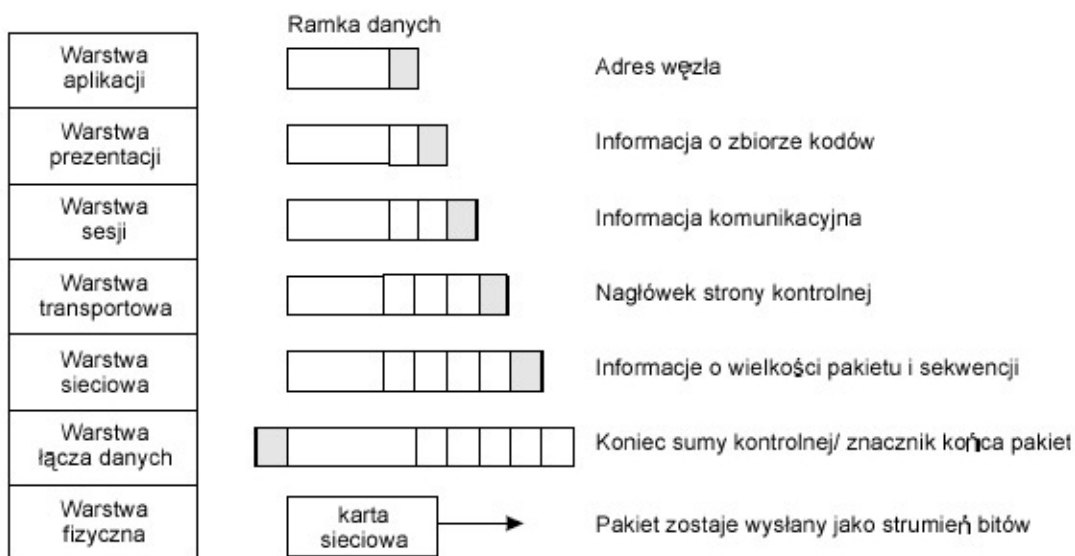 Ramka danych
Warstwa
aplikacji
Adres węzła
Warstwa
prezentacji
Informacja o zbiorze kodów
Warstwa
sesji
Informacja komunikacyjna
Warstwa
transportowa
Nagłówek strony kontrolnej
Warstwa
sieciowa
Informacje o wielkości pakietu i sekwencji
Warstwa
łącza danych
Koniec sumy kontrolnej/ znacznik końca pakiet
Warstwa
fizyczna
karta
sieciowa
Pakiet zostaje wysłany jako strumień bitów